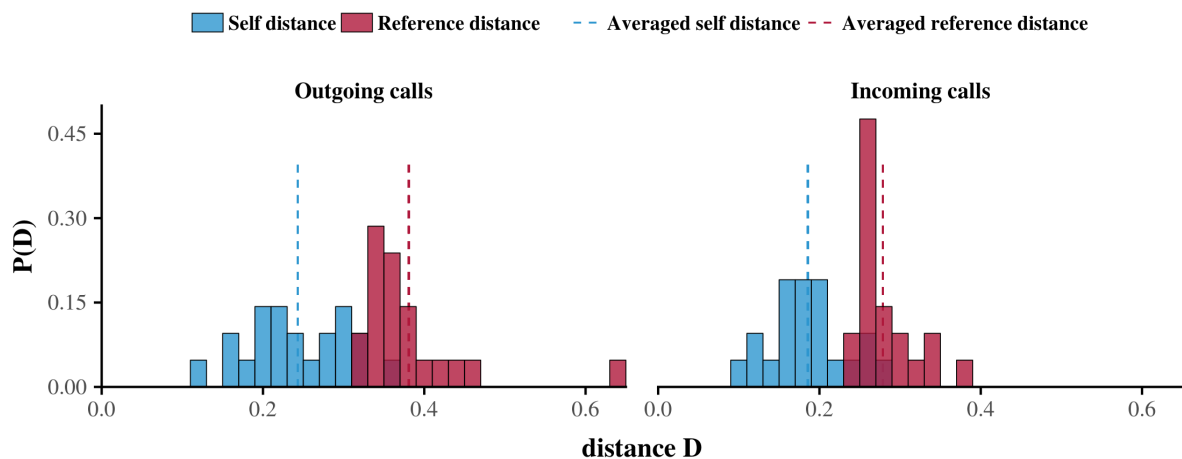 Self distance Reference distance Averaged self distance Averaged reference distance
Outgoing calls Incoming calls
0.45
0.30
0.15
0.00
P(D)
0.0 0.2 0.4 0.6 0.0 0.2 0.4 0.6
distance D